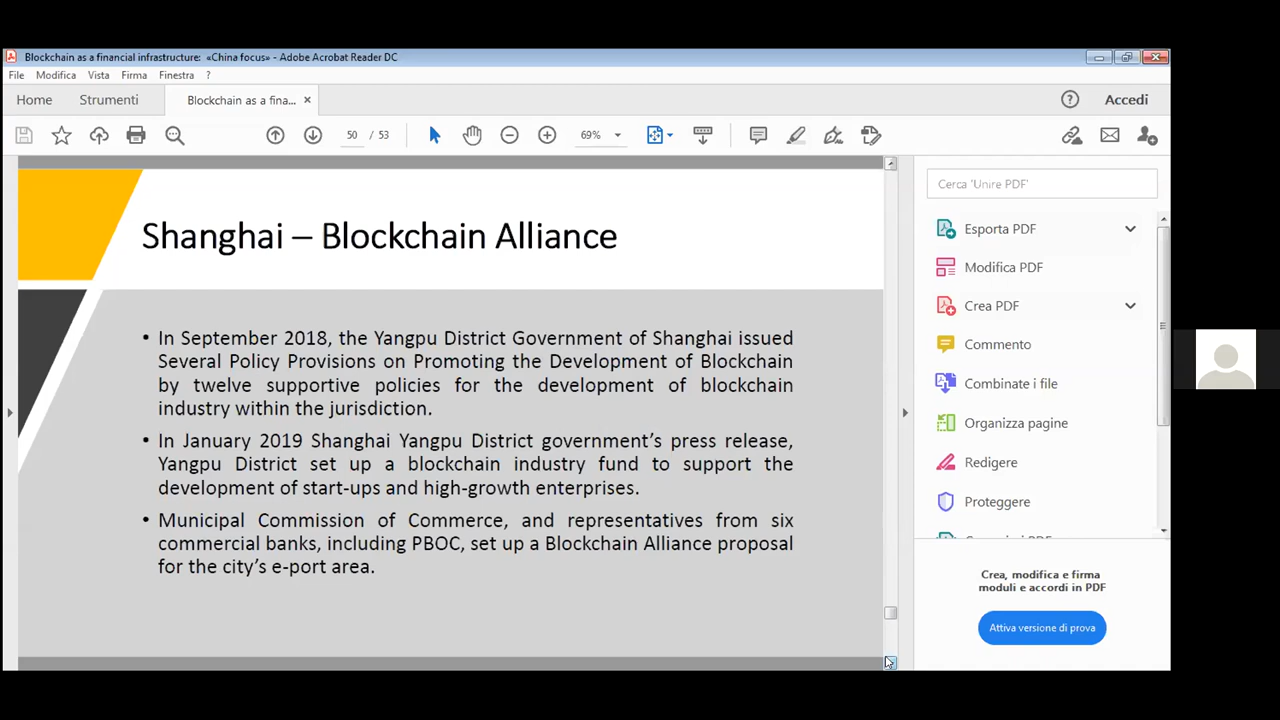 Blockchain as a financial infrastructure: «China focus» - Adobe Acrobat Reader DC
File Modifica Vista Firma Finestra ?
Home Strumenti Blockchain as a fina... × Accedi
50 / 53 69%
Shanghai – Blockchain Alliance
• In September 2018, the Yangpu District Government of Shanghai issued
Several Policy Provisions on Promoting the Development of Blockchain
by twelve supportive policies for the development of blockchain
industry within the jurisdiction.
• In January 2019 Shanghai Yangpu District government’s press release,
Yangpu District set up a blockchain industry fund to support the
development of start-ups and high-growth enterprises.
• Municipal Commission of Commerce, and representatives from six
commercial banks, including PBOC, set up a Blockchain Alliance proposal
for the city’s e-port area.
Cerca 'Unire PDF'
Esporta PDF
Modifica PDF
Crea PDF
Commento
Combinate i file
Organizza pagine
Redigere
Proteggere
Crea, modifica e firma
moduli e accordi in PDF
Attiva versione di prova